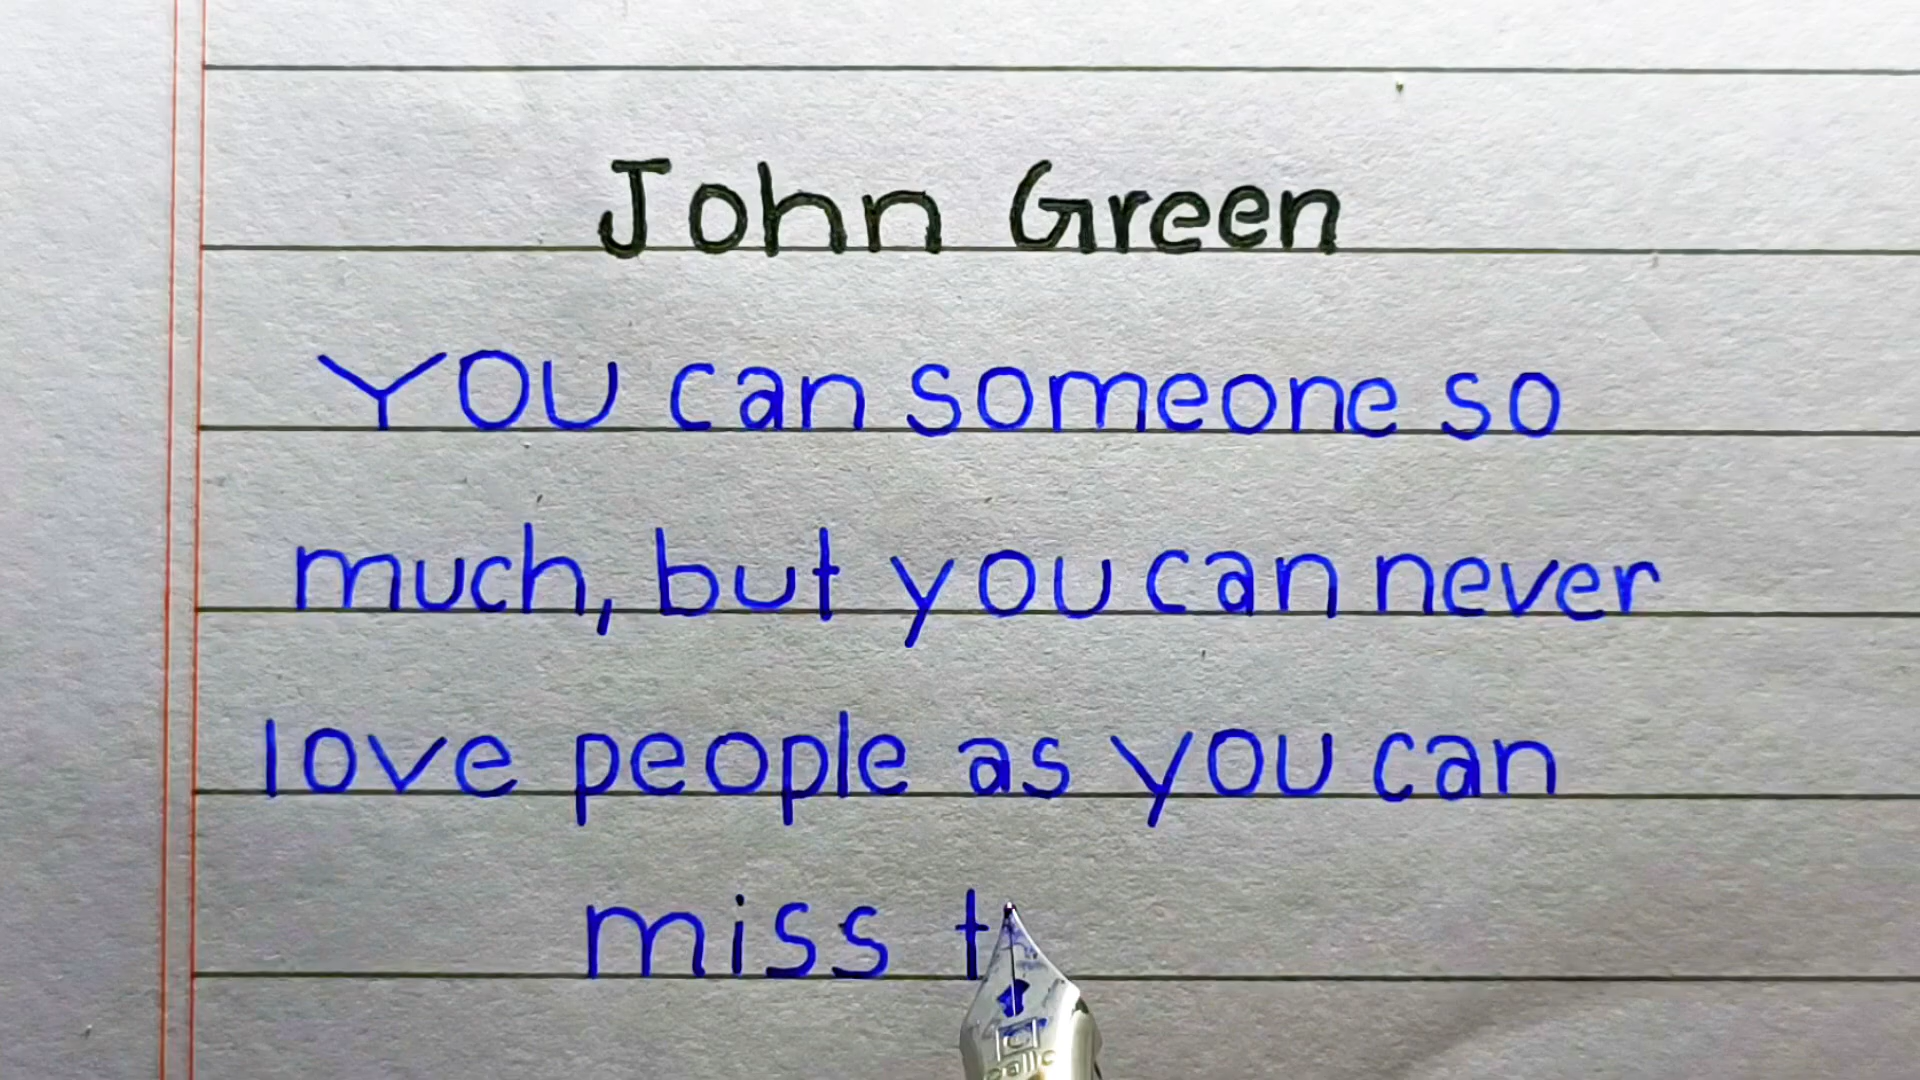 John Green
YOU can someone so
much, but you can never
love people as you can
miss t